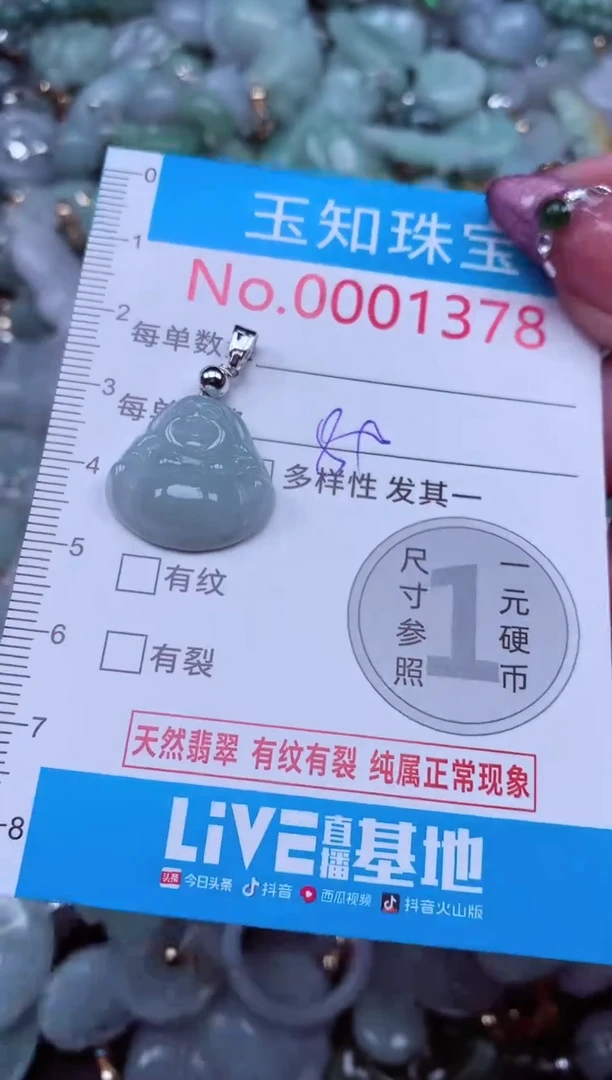 0
玉知珠宝
1
No.0001378
2
每单数
3
每单
4
多样性 发其一
5
有纹
6
有裂
尺寸参照
1
一元硬币
7
天然翡翠 有纹有裂 纯属正常现象
8
LiVE直播基地
头条 今日头条 抖音 西瓜视频 抖音火山版